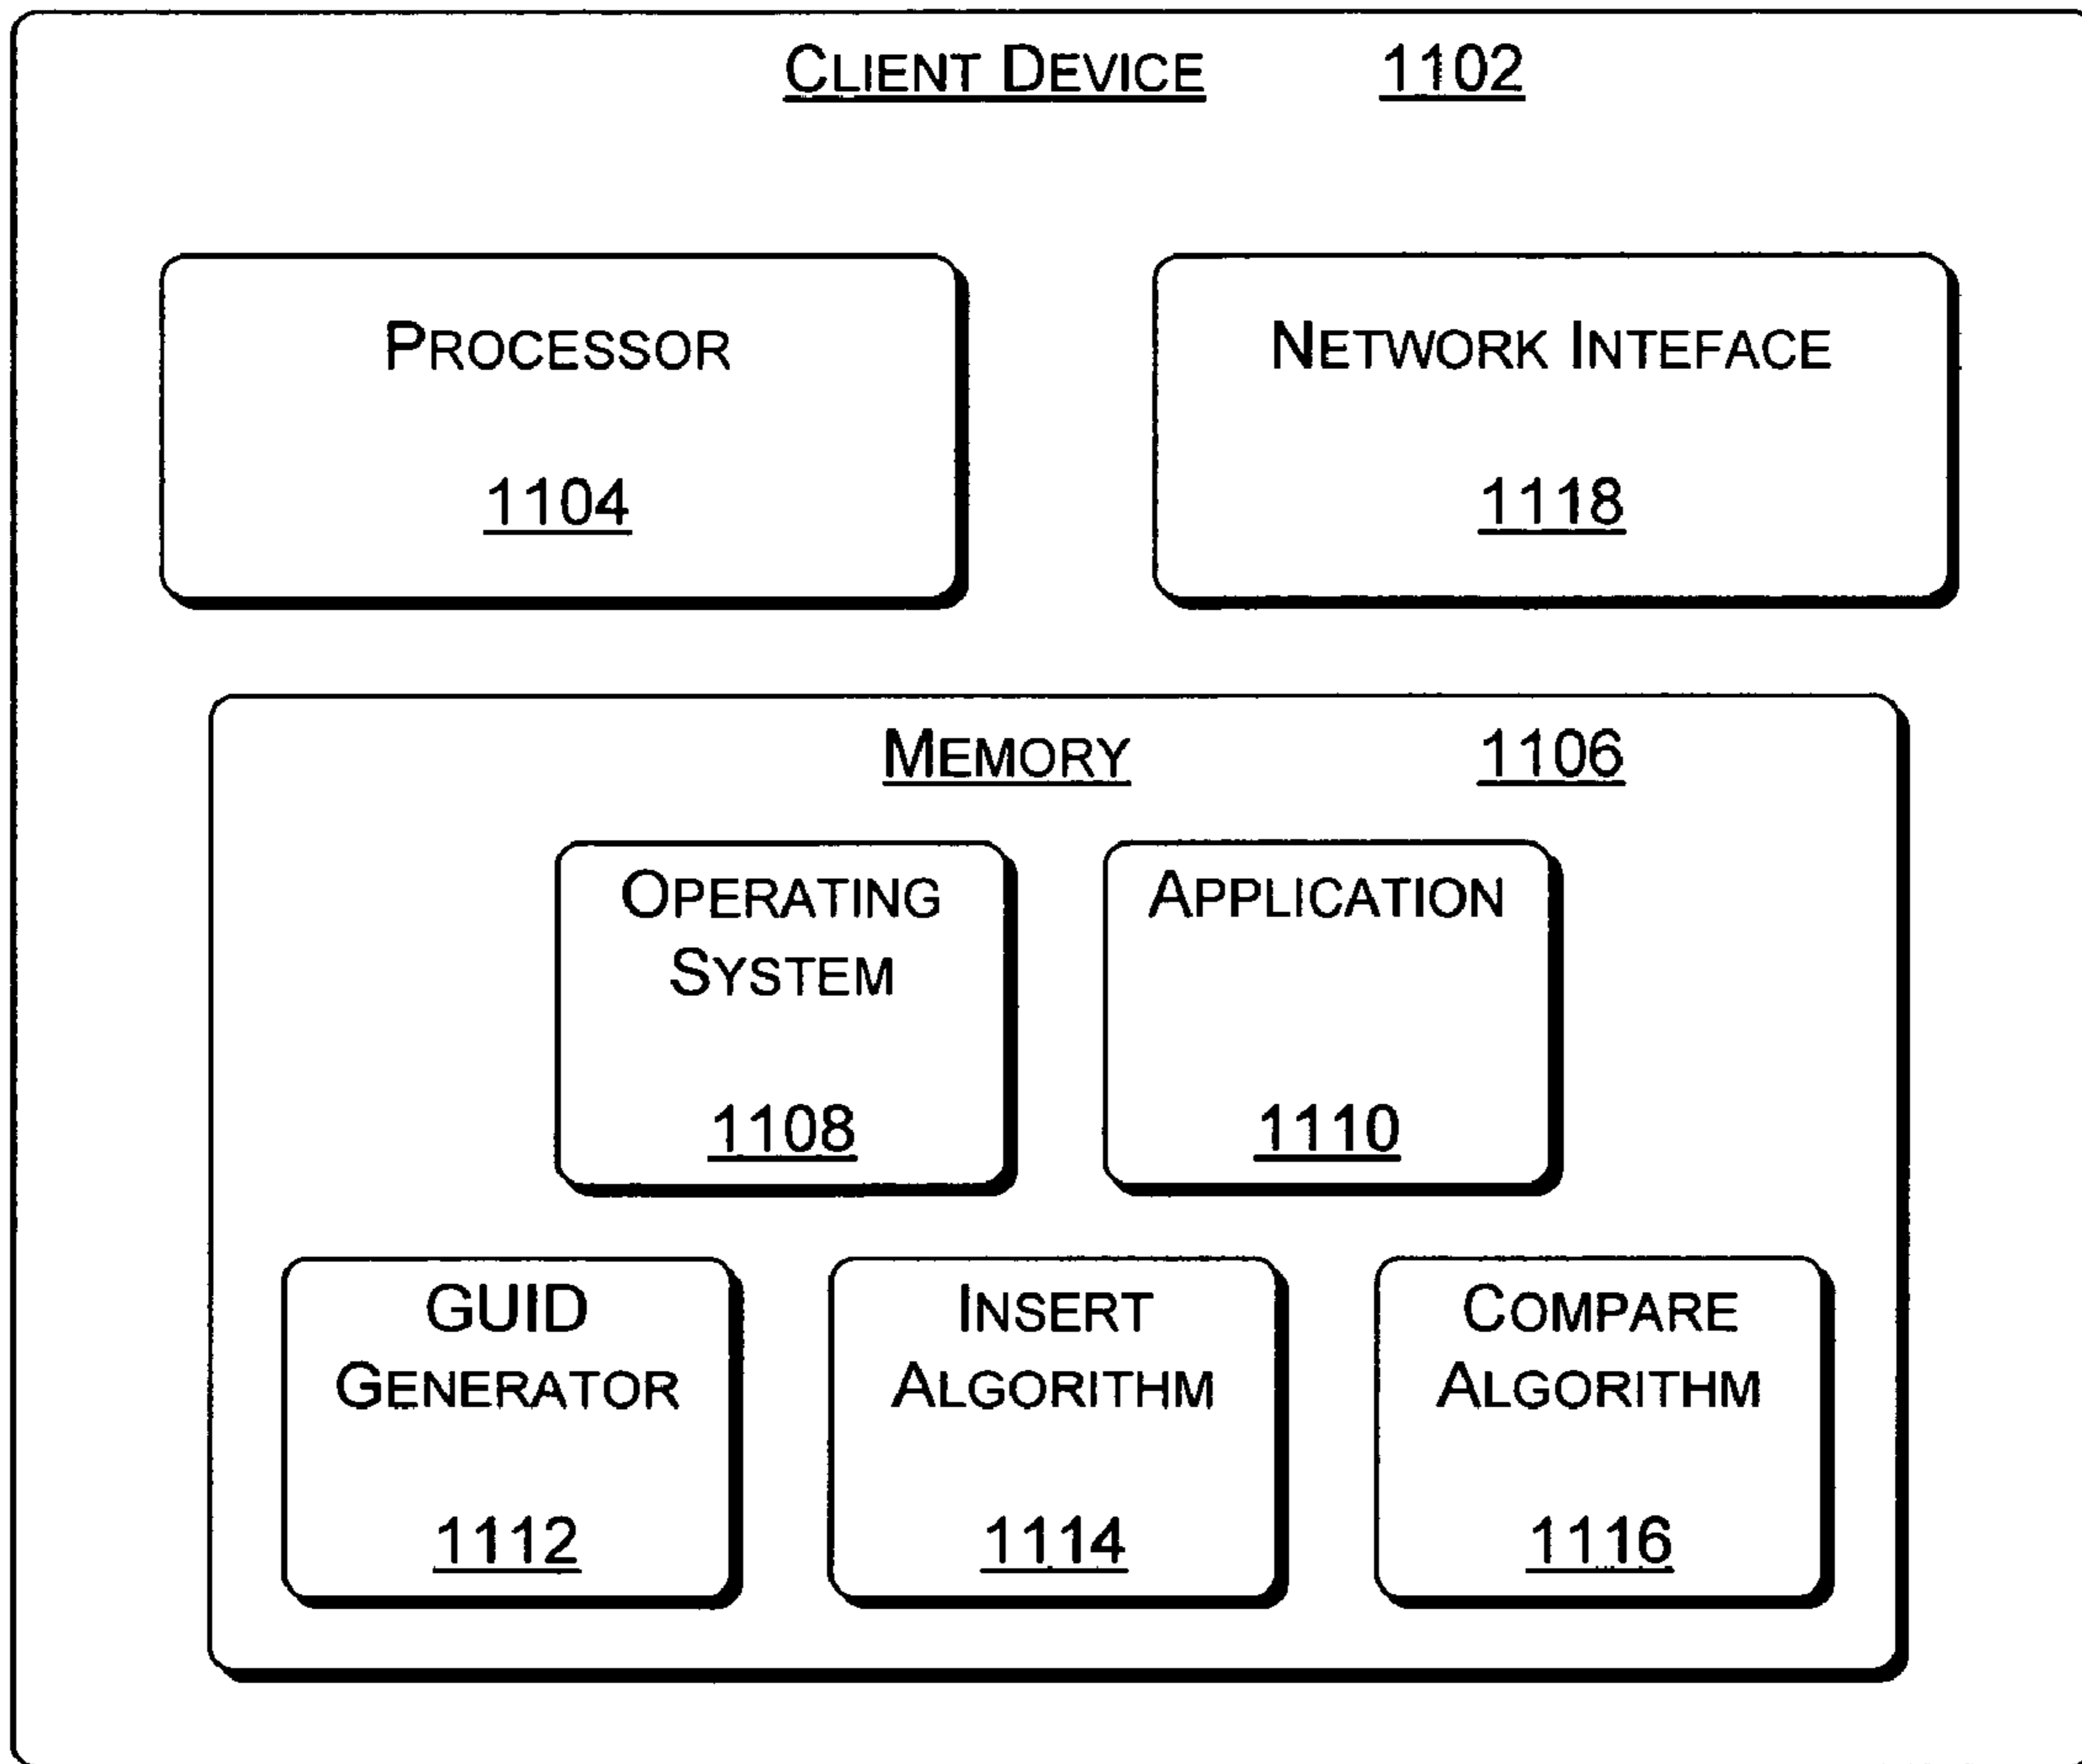 CLIENT DEVICE 1102
PROCESSOR
1104
NETWORK INTEFACE
1118
MEMORY 1106
OPERATING
SYSTEM
1108
APPLICATION
1110
GUID
GENERATOR
1112
INSERT
ALGORITHM
1114
COMPARE
ALGORITHM
1116